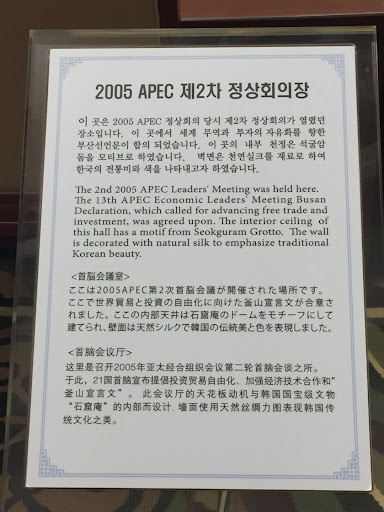 2005 APEC 제2차 정상회의장
이 곳은 2005 APEC 정상회의 당시 제2차 정상회의가 열렸던
장소입니다. 이 곳에서 세계 무역과 투자의 자유화를 향한
부산선언문이 합의 되었습니다. 이 곳의 내부 천정은 석굴암
돔을 모티브로 하였습니다. 벽면은 천연실크를 재료로 하여
한국의 전통미와 색을 나타내고자 하였습니다.
The 2nd 2005 APEC Leaders' Meeting was held here.
The 13th APEC Economic Leaders' Meeting Busan
Declaration, which called for advancing free trade and
investment, was agreed upon. The interior ceiling of
this hall has a motif from Seokguram Grotto. The wall
is decorated with natural silk to emphasize traditional
Korean beauty.
<首脳会議室>
ここは2005APEC第2次首脳会議が開催された場所です。
ここで世界貿易と投資の自由化に向けた釜山宣言文が合意さ
れました。ここの内部天井は石窟庵のドームをモチーフにして
建てられ、壁面は天然シルクで韓国の伝統美と色を表現しました。
<首脑会议厅>
这里是召开2005年亚太经合组织会议第二轮首脑会谈之所。
于此，21国首脑宣布提倡投资贸易自由化、加强经济技术合作和"
釜山宣言文"。此会议厅的天花板动机与韩国国宝级文物
"石窟庵"的内部而设计. 墙面使用天然丝绸力图表现韩国传
统文化之美。